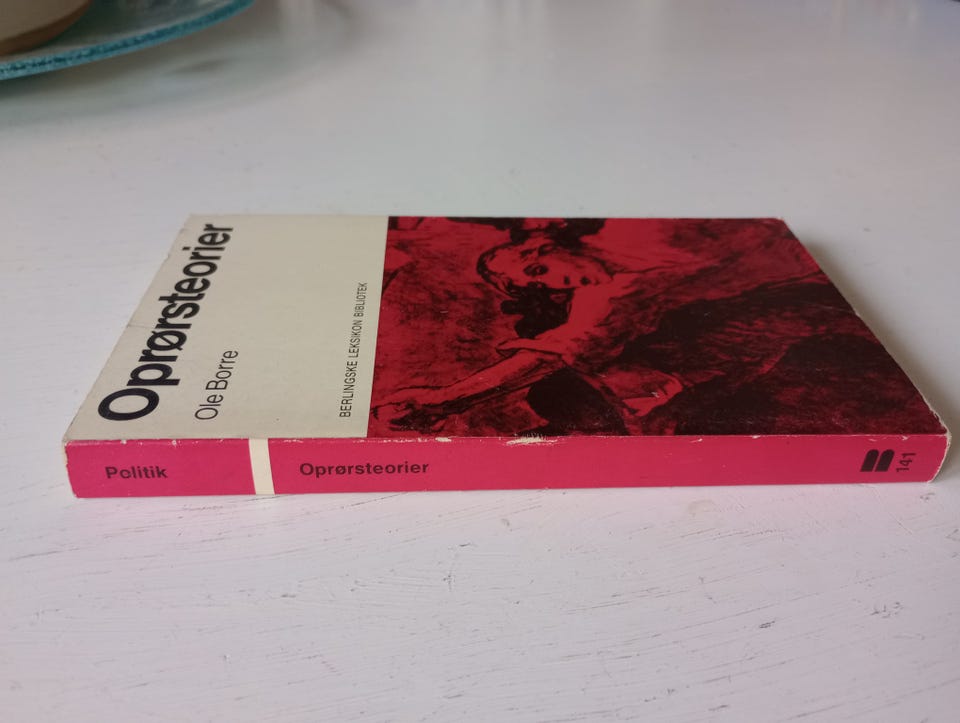 Oprørsteorier
Ole Borre
BERLINGSKE LEKSIKON BIBLIOTEK
Politik
Oprørsteorier
B
141